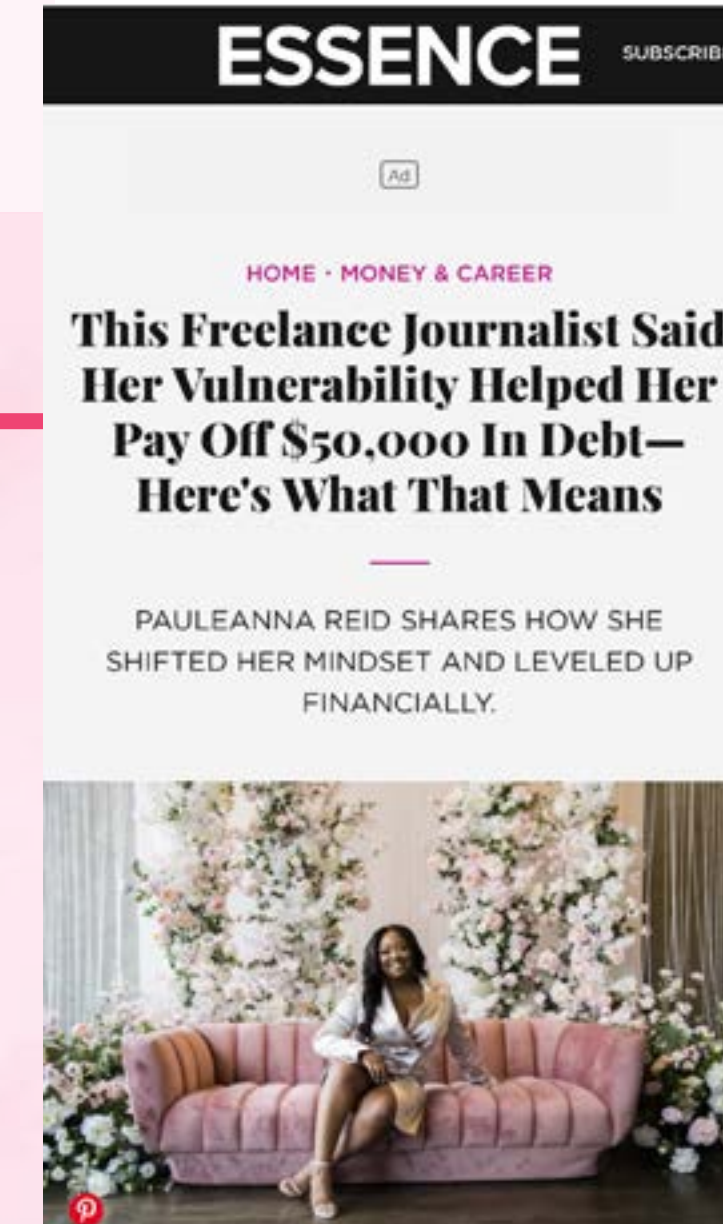 ESSENCE
SUBSCRIB
Ad
HOME · MONEY & CAREER
This Freelance Journalist Said
Her Vulnerability Helped Her
Pay Off $50,000 In Debt—
Here's What That Means
PAULEANNA REID SHARES HOW SHE
SHIFTED HER MINDSET AND LEVELED UP
FINANCIALLY.